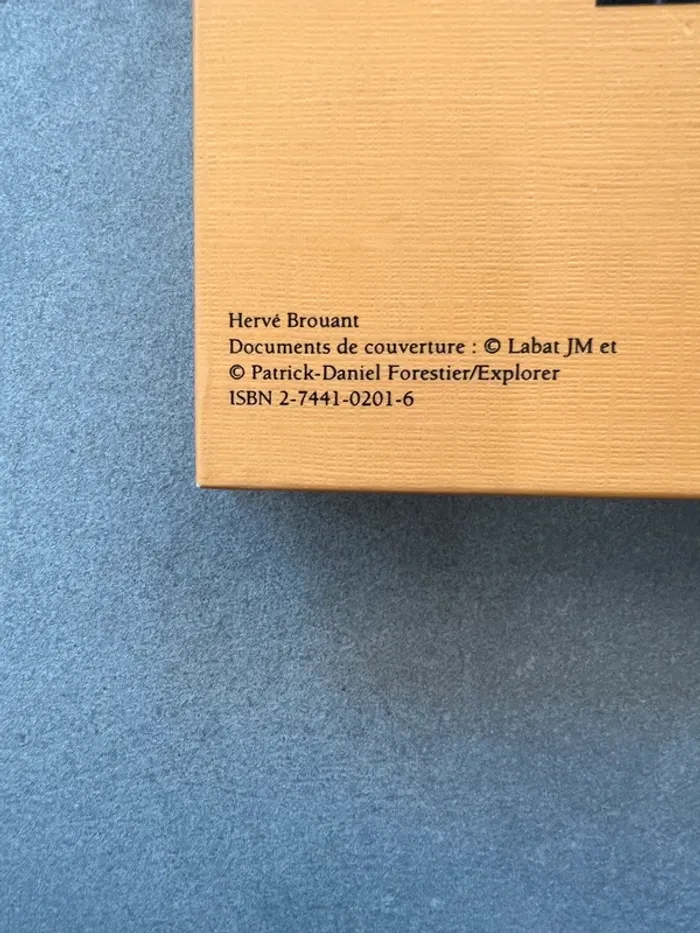 Hervé Brouant
Documents de couverture : © Labat JM et
© Patrick-Daniel Forestier/Explorer
ISBN 2-7441-0201-6